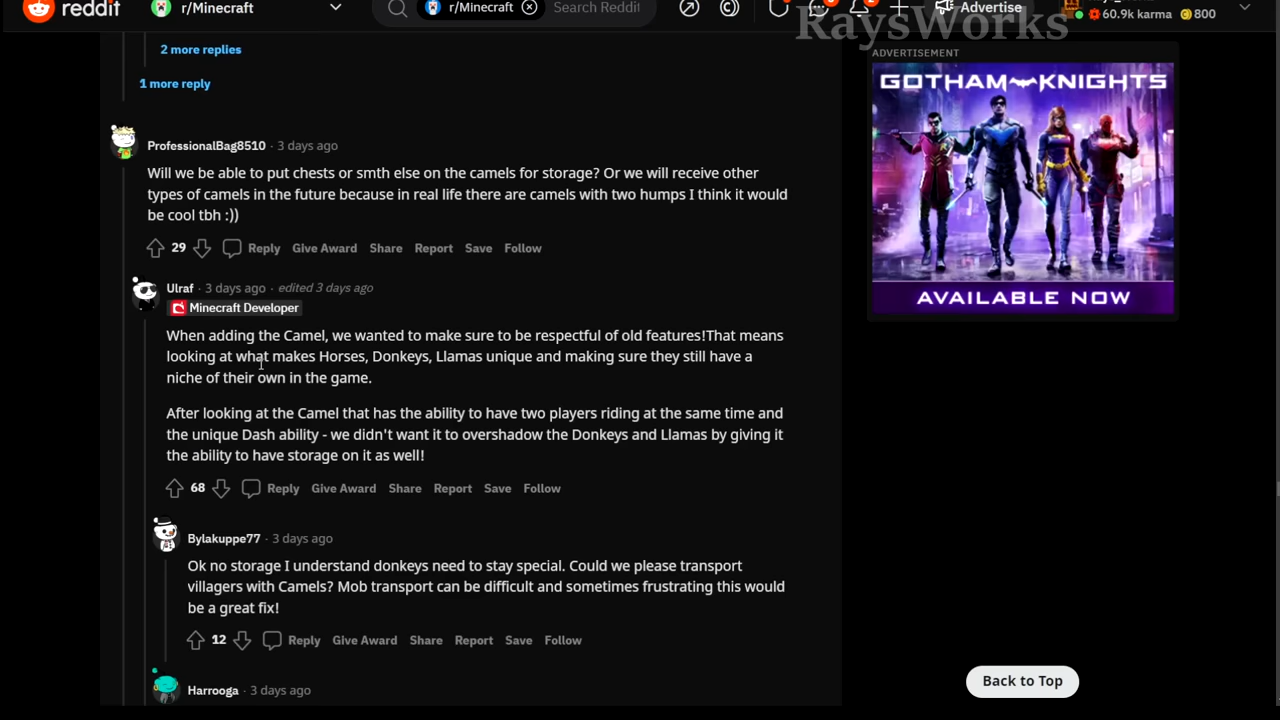 reddit
r/Minecraft
r/Minecraft
Search Reddit
Advertise
60.9k karma
800
RaysWorks
2 more replies
1 more reply
ADVERTISEMENT
GOTHAM KNIGHTS
AVAILABLE NOW
ProfessionalBag8510 · 3 days ago
Will we be able to put chests or smth else on the camels for storage? Or we will receive other
types of camels in the future because in real life there are camels with two humps I think it would
be cool tbh :))
29 Reply Give Award Share Report Save Follow
Ulraf · 3 days ago · edited 3 days ago
Minecraft Developer
When adding the Camel, we wanted to make sure to be respectful of old features!That means
looking at what makes Horses, Donkeys, Llamas unique and making sure they still have a
niche of their own in the game.
After looking at the Camel that has the ability to have two players riding at the same time and
the unique Dash ability - we didn't want it to overshadow the Donkeys and Llamas by giving it
the ability to have storage on it as well!
68 Reply Give Award Share Report Save Follow
Bylakuppe77 · 3 days ago
Ok no storage I understand donkeys need to stay special. Could we please transport
villagers with Camels? Mob transport can be difficult and sometimes frustrating this would
be a great fix!
12 Reply Give Award Share Report Save Follow
Harrooga · 3 days ago
Back to Top